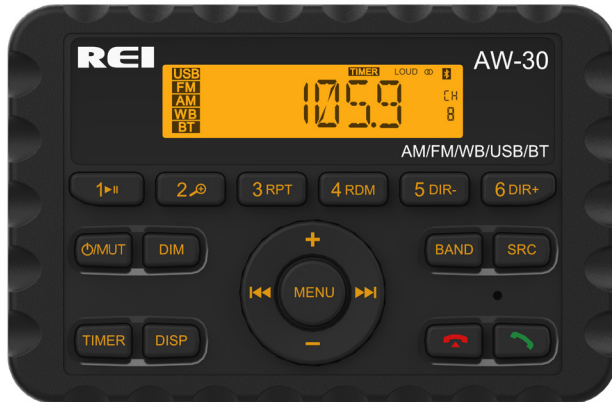 REI
AW-30
USB
FM
AM
WB
BT
TIMER LOUD
105.9
CH
8
AM/FM/WB/USB/BT
1
2
3 RPT
4 RDM
5 DIR-
6 DIR+
/MUT
DIM
+
BAND
SRC
MENU
TIMER
DISP
−